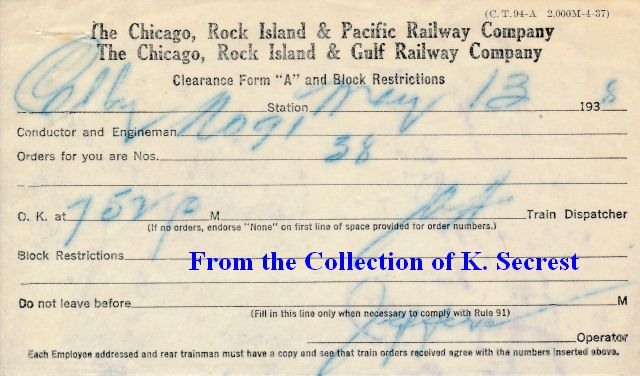 (C. T. 94-A 2,000M-4-37)
The Chicago, Rock Island & Pacific Railway Company
The Chicago, Rock Island & Gulf Railway Company
Clearance Form "A" and Block Restrictions
Colby Station May 13 1938
Conductor and Engineman No 91
Orders for you are Nos. 38
O. K. at 752 p M Train Dispatcher
(If no orders, endorse "None" on first line of space provided for order numbers.)
Block Restrictions
From the Collection of K. Secrest
Do not leave before M
(Fill in this line only when necessary to comply with Rule 91)
Operator
Each Employee addressed and rear trainman must have a copy and see that train orders received agree with the numbers inserted above.